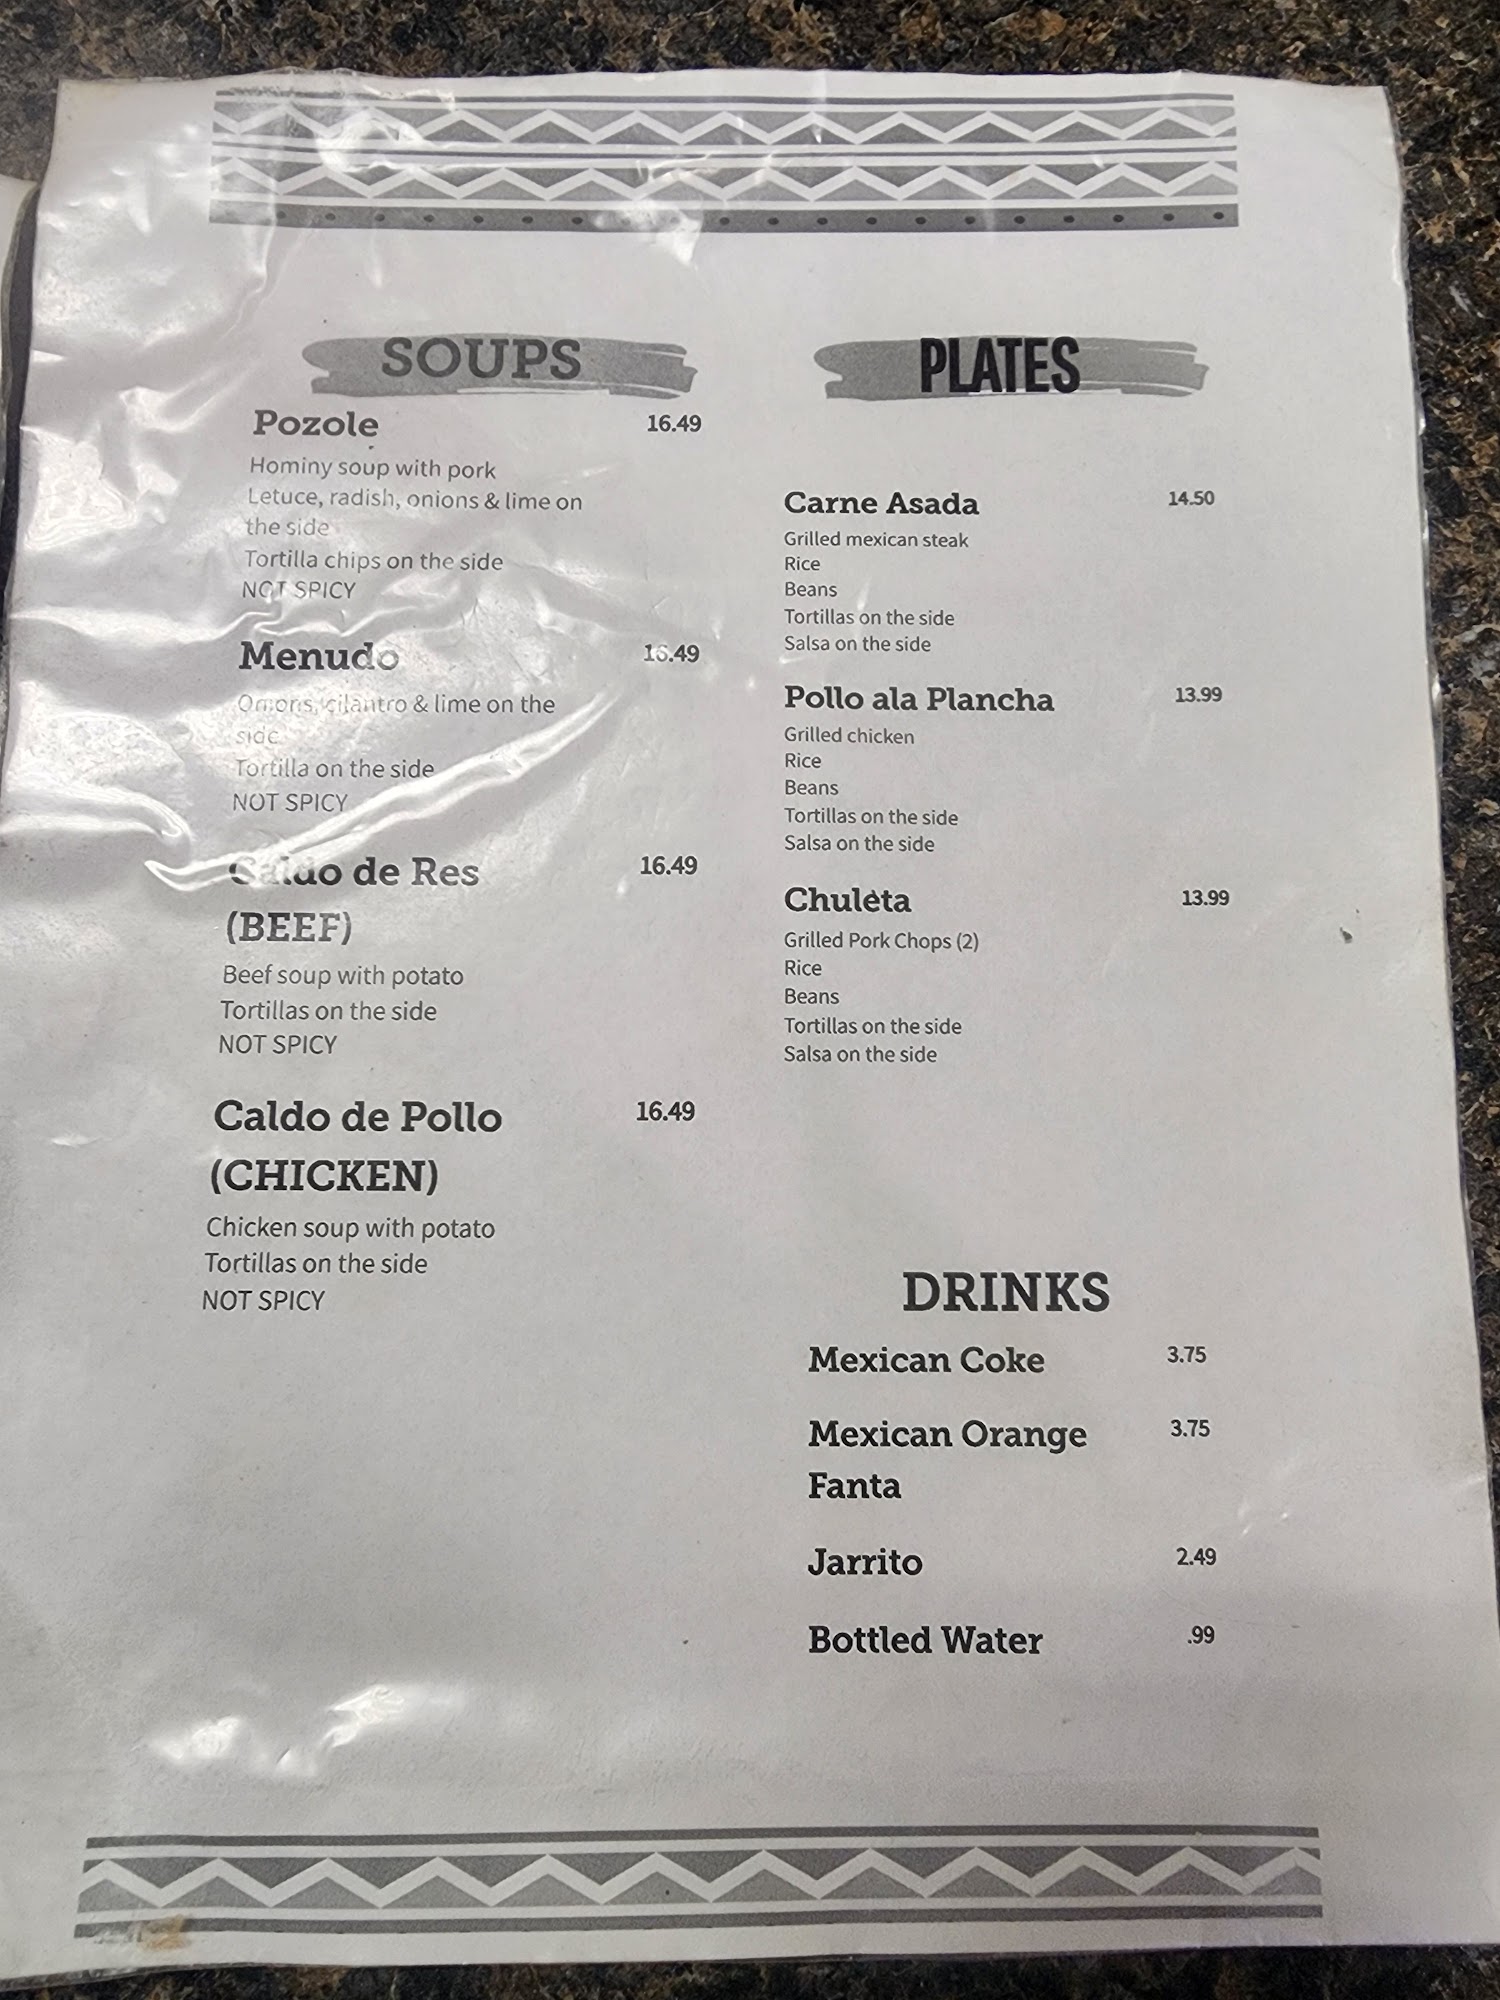 SOUPS
Pozole 16.49
Hominy soup with pork
Letuce, radish, onions & lime on
the side
Tortilla chips on the side
NOT SPICY
Menudo 16.49
Onions, cilantro & lime on the
side
Tortilla on the side
NOT SPICY
Caldo de Res 16.49
(BEEF)
Beef soup with potato
Tortillas on the side
NOT SPICY
Caldo de Pollo 16.49
(CHICKEN)
Chicken soup with potato
Tortillas on the side
NOT SPICY
PLATES
Carne Asada 14.50
Grilled mexican steak
Rice
Beans
Tortillas on the side
Salsa on the side
Pollo ala Plancha 13.99
Grilled chicken
Rice
Beans
Tortillas on the side
Salsa on the side
Chuleta 13.99
Grilled Pork Chops (2)
Rice
Beans
Tortillas on the side
Salsa on the side
DRINKS
Mexican Coke 3.75
Mexican Orange 3.75
Fanta
Jarrito 2.49
Bottled Water .99